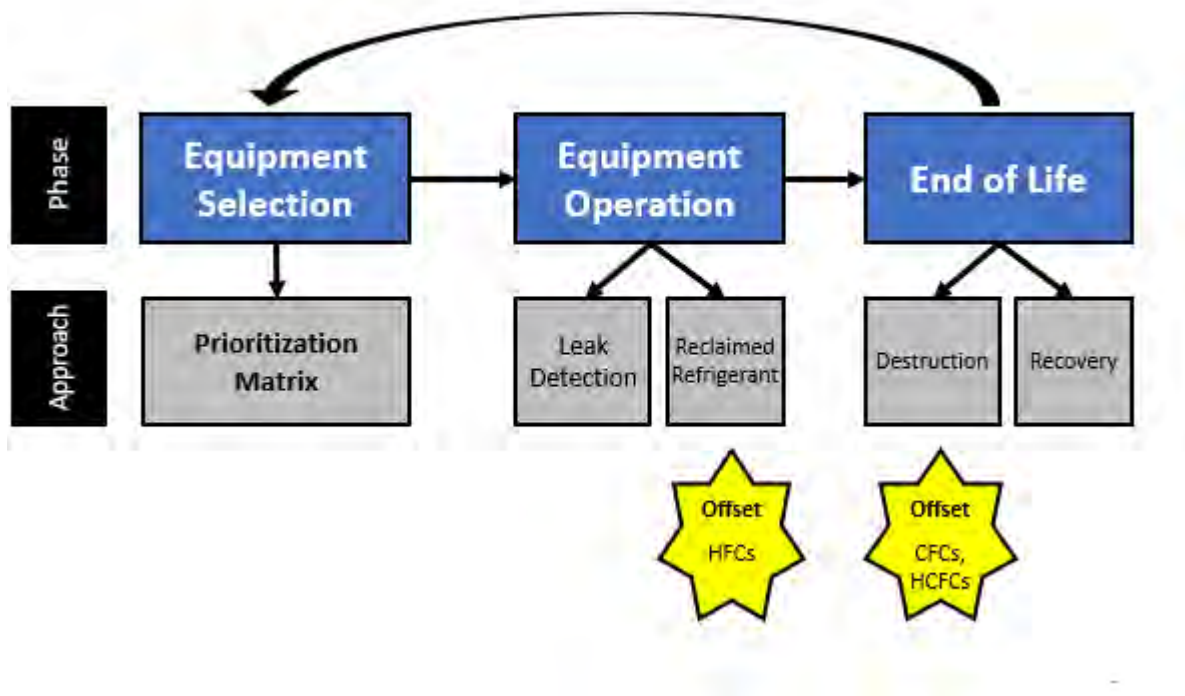 Phase
Equipment
Selection
Equipment
Operation
End of Life
Approach
Prioritization
Matrix
Leak
Detection
Reclaimed
Refrigerant
Destruction
Recovery
Offset
HFCs
Offset
CFCs,
HCFCs